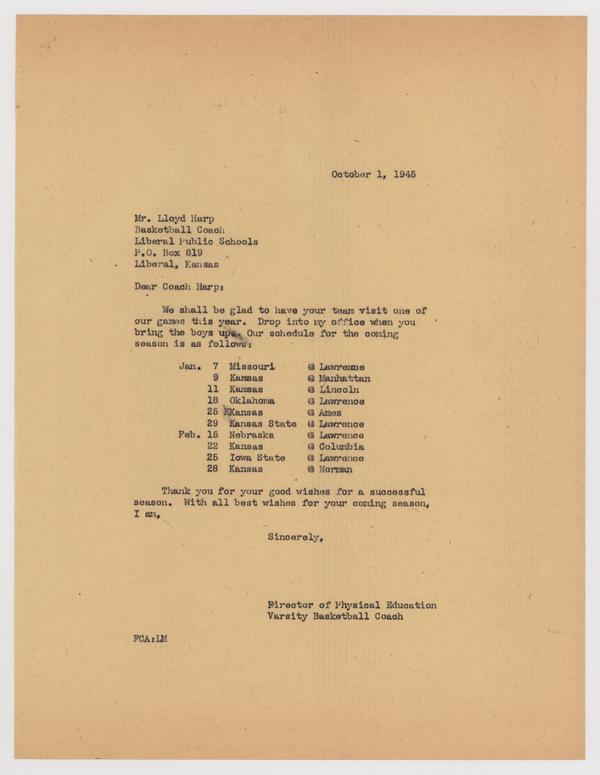 October 1, 1945
Mr. Lloyd Harp
Basketball Coach
Liberal Public Schools
P.O. Box 819
Liberal, Kansas
Dear Coach Harp:
We shall be glad to have your team visit one of
our games this year. Drop into my office when you
bring the boys up. Our schedule for the coming
season is as follows:
Jan. 7 Missouri @ Lawrence
9 Kansas @ Manhattan
11 Kansas @ Lincoln
18 Oklahoma @ Lawrence
25 KKansas @ Ames
29 Kansas State @ Lawrence
Feb. 15 Nebraska @ Lawrence
22 Kansas @ Columbia
25 Iowa State @ Lawrence
28 Kansas @ Norman
Thank you for your good wishes for a successful
season. With all best wishes for your coming season,
I am,
Sincerely,
Director of Physical Education
Varsity Basketball Coach
FCA:LM